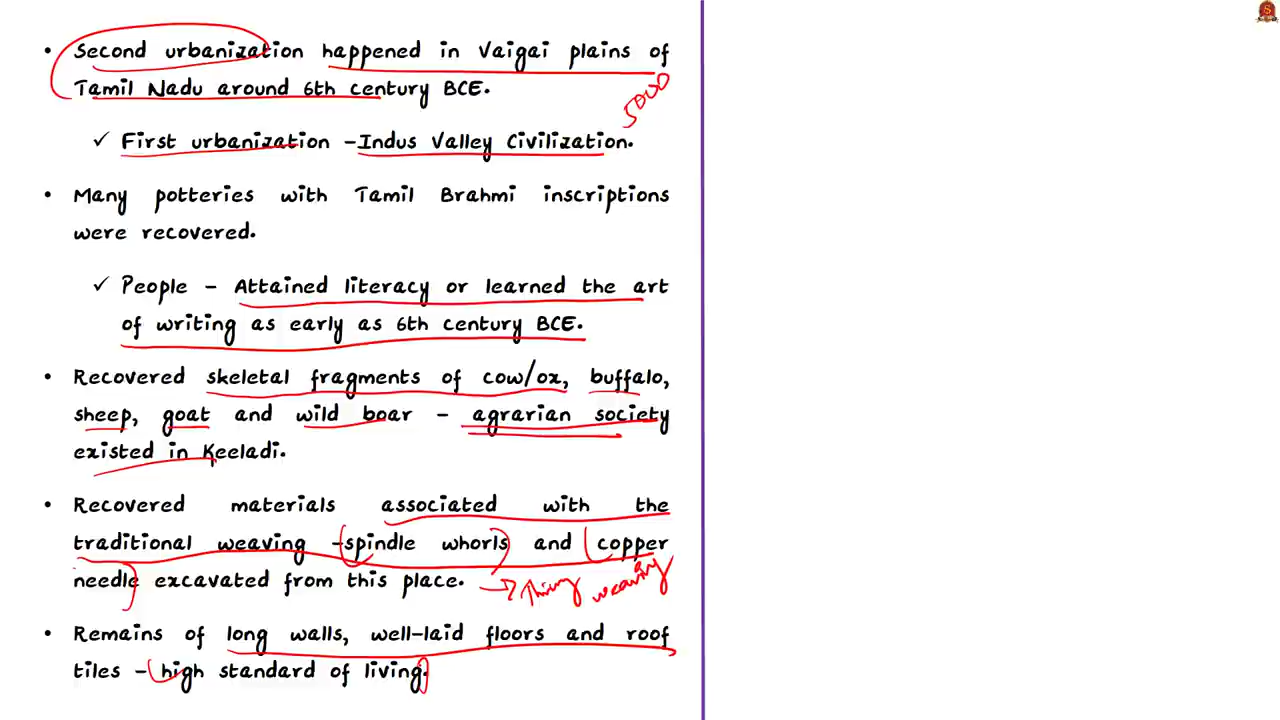 • Second urbanization happened in Vaigai plains of
Tamil Nadu around 6th century BCE.
5000
✓ First urbanization –Indus Valley Civilization.
• Many potteries with Tamil Brahmi inscriptions
were recovered.
✓ People – Attained literacy or learned the art
of writing as early as 6th century BCE.
• Recovered skeletal fragments of cow/ox, buffalo,
sheep, goat and wild boar – agrarian society
existed in Keeladi.
• Recovered materials associated with the
traditional weaving –spindle whorls and copper
needle excavated from this place.
→ weaving
• Remains of long walls, well-laid floors and roof
tiles – high standard of living.